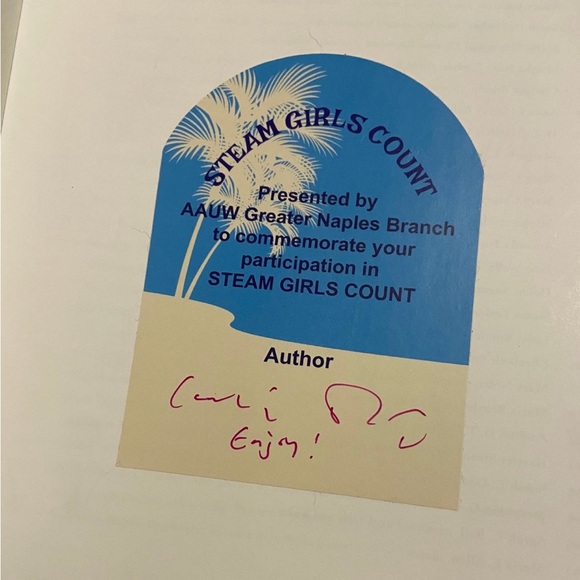 STEAM GIRLS COUNT
Presented by
AAUW Greater Naples Branch
to commemorate your
participation in
STEAM GIRLS COUNT
Author
Enjoy!